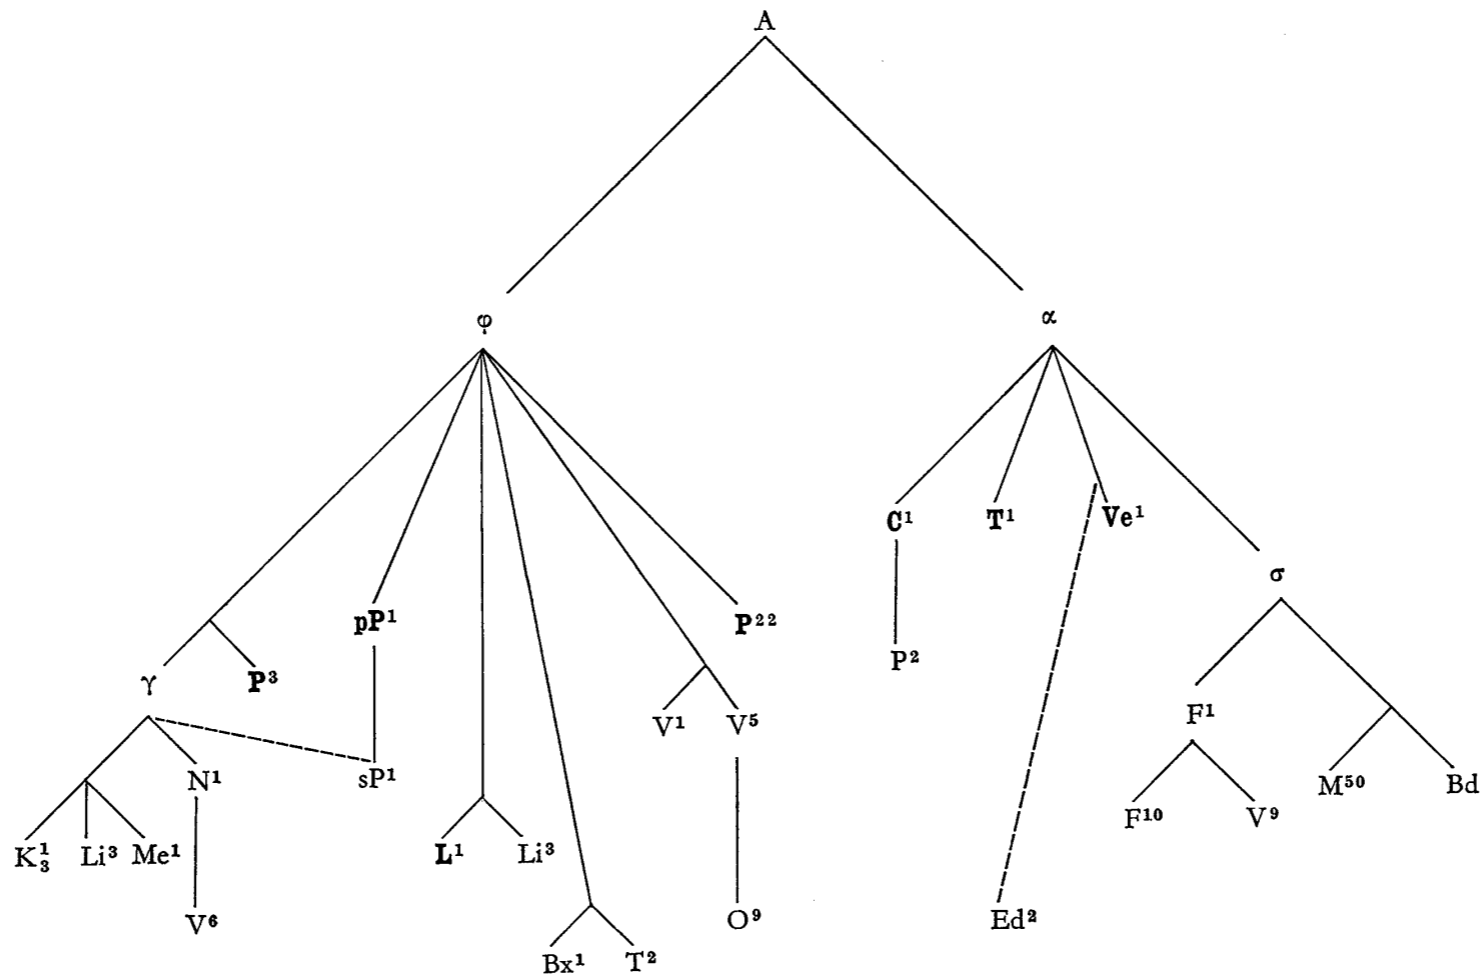 A
φ α
C¹ T¹ Ve¹
σ
pP¹ P²²
P²
γ P³
F¹
V¹ V⁵
N¹ sP¹
M⁵⁰ Bd
F¹⁰ V⁹
K¹₃ Li³ Me¹ L¹ Li³
V⁶ O⁹ Ed²
Bx¹ T²